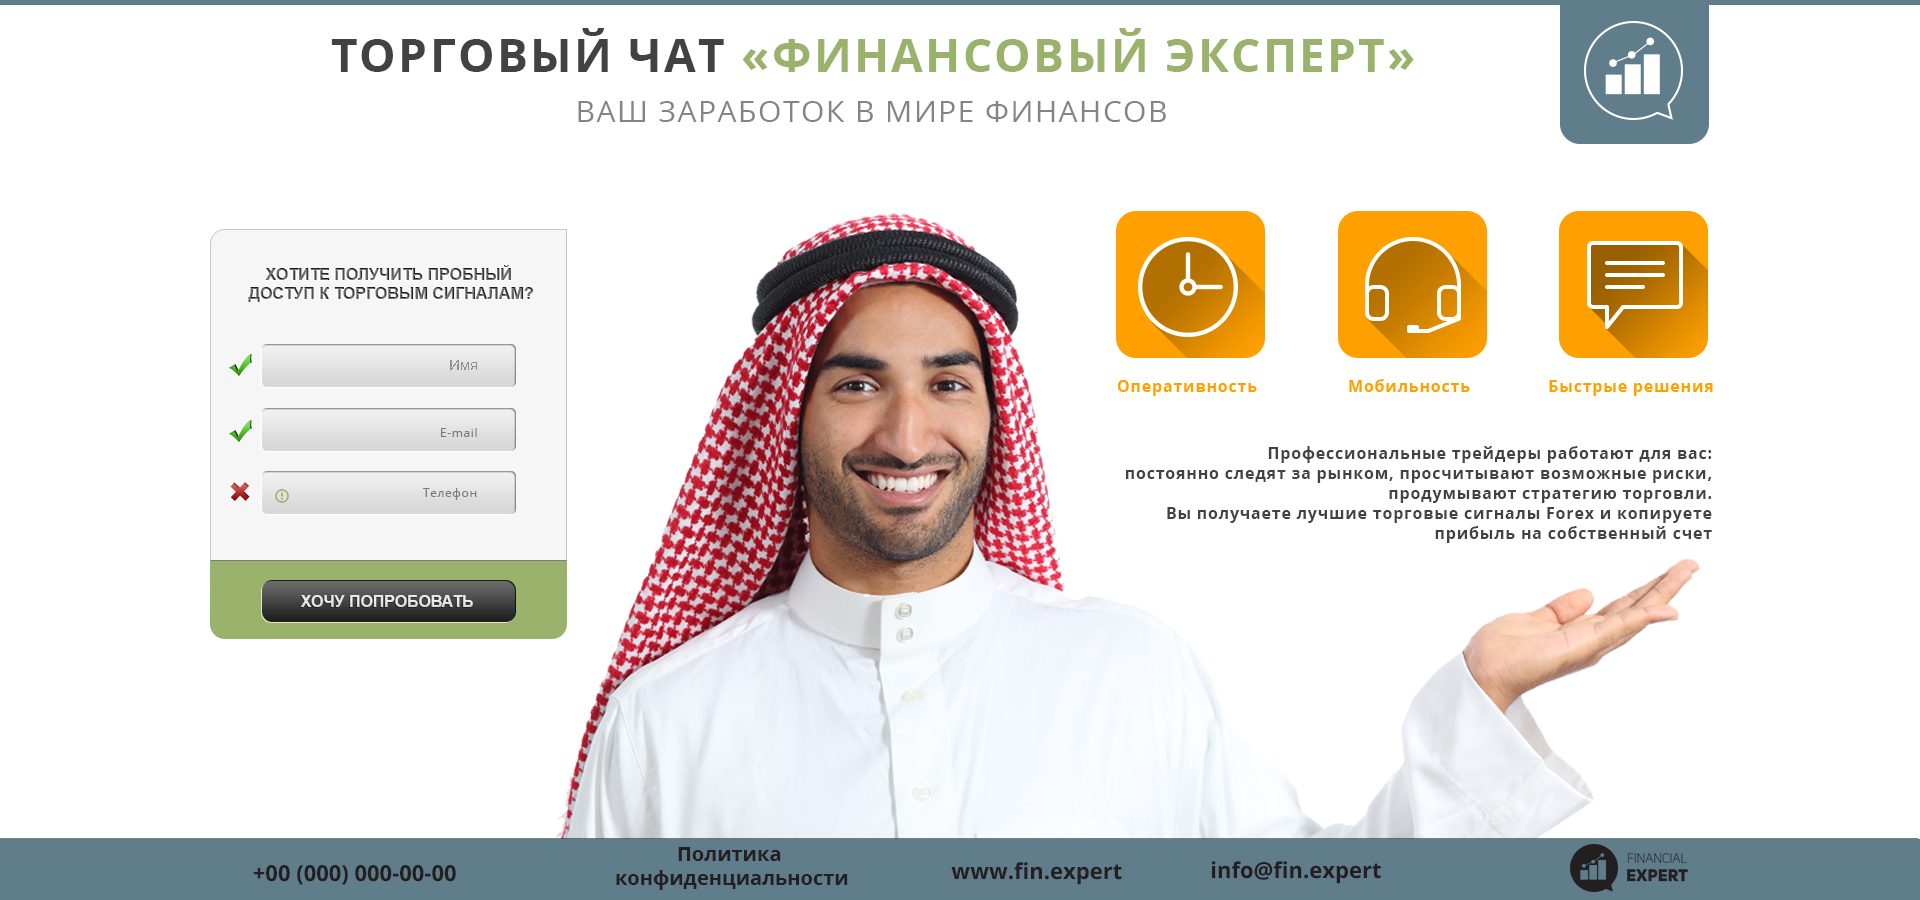 ТОРГОВЫЙ ЧАТ «ФИНАНСОВЫЙ ЭКСПЕРТ»
ВАШ ЗАРАБОТОК В МИРЕ ФИНАНСОВ
ХОТИТЕ ПОЛУЧИТЬ ПРОБНЫЙ
ДОСТУП К ТОРГОВЫМ СИГНАЛАМ?
Имя
E-mail
Телефон
ХОЧУ ПОПРОБОВАТЬ
Оперативность
Мобильность
Быстрые решения
Профессиональные трейдеры работают для вас:
постоянно следят за рынком, просчитывают возможные риски,
продумывают стратегию торговли.
Вы получаете лучшие торговые сигналы Forex и копируете
прибыль на собственный счет
+00 (000) 000-00-00
Политика
конфиденциальности
www.fin.expert
info@fin.expert
FINANCIAL
EXPERT